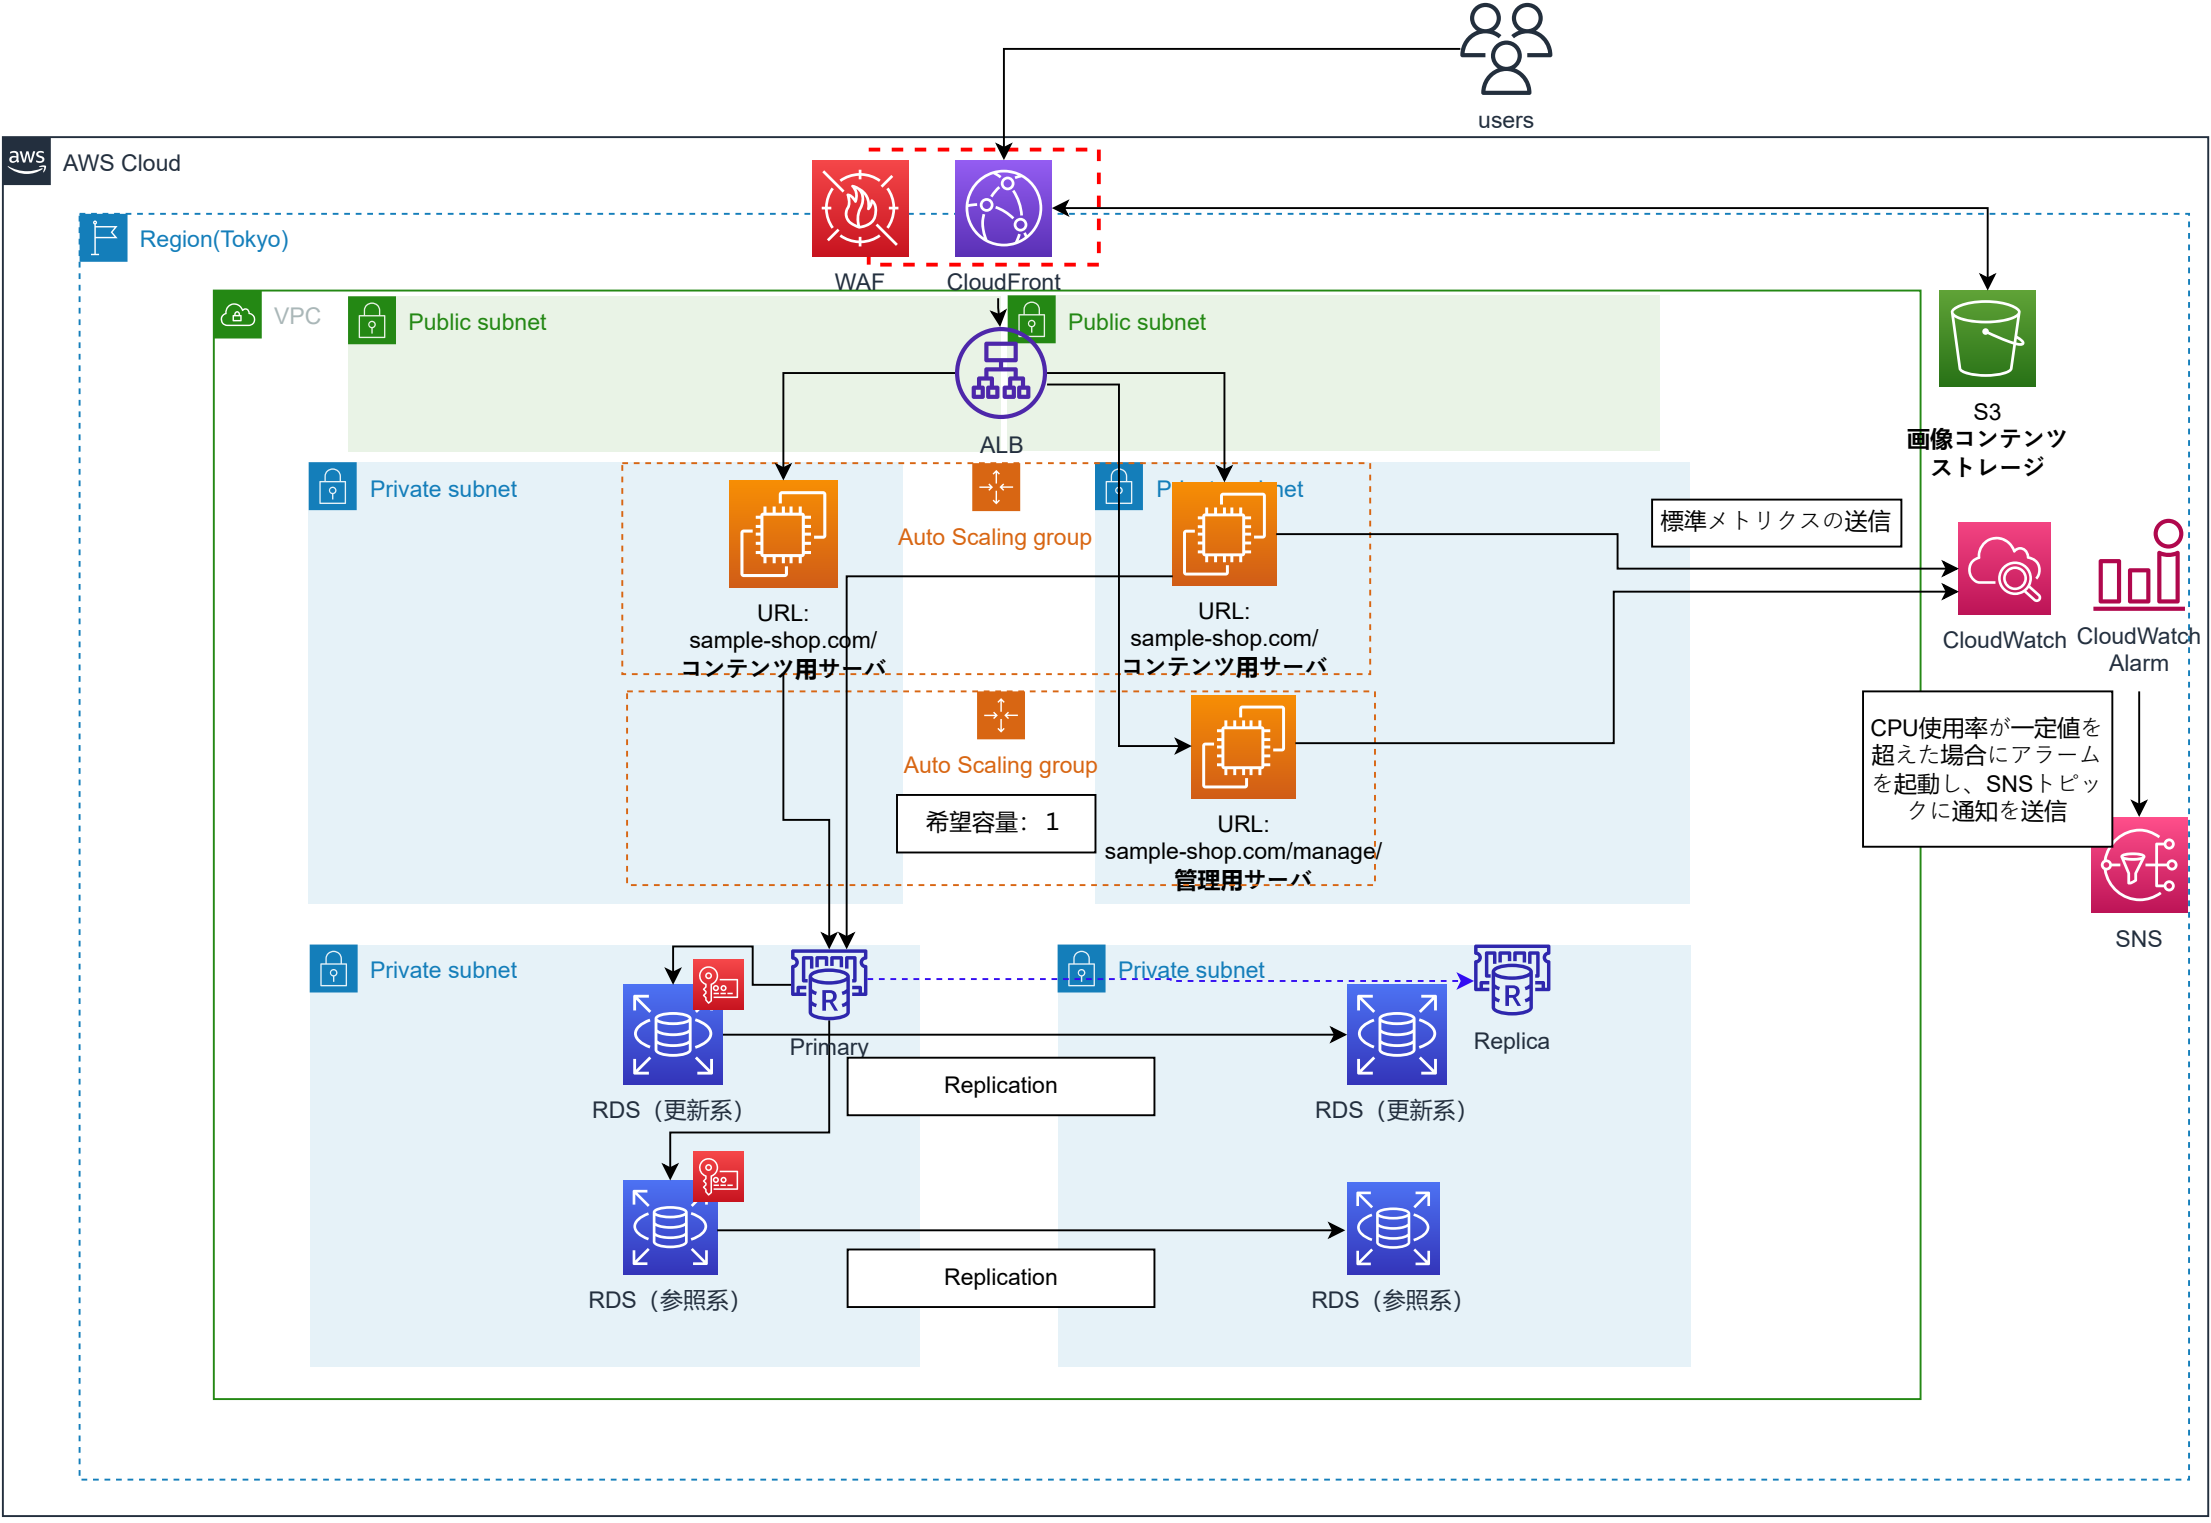 users
aws
AWS Cloud
Region(Tokyo)
WAF
CloudFront
VPC
Public subnet
Public subnet
ALB
S3
画像コンテンツ
ストレージ
Private subnet
Auto Scaling group
標準メトリクスの送信
URL:
sample-shop.com/
コンテンツ用サーバ
URL:
sample-shop.com/
コンテンツ用サーバ
CloudWatch
CloudWatch
Alarm
Auto Scaling group
希望容量： 1
URL:
sample-shop.com/manage/
管理用サーバ
CPU使用率が一定値を
超えた場合にアラーム
を起動し、SNSトピッ
クに通知を送信
SNS
Private subnet
Private subnet
R
Primary
R
Replica
Replication
RDS（更新系）
RDS（更新系）
Replication
RDS（参照系）
RDS（参照系）